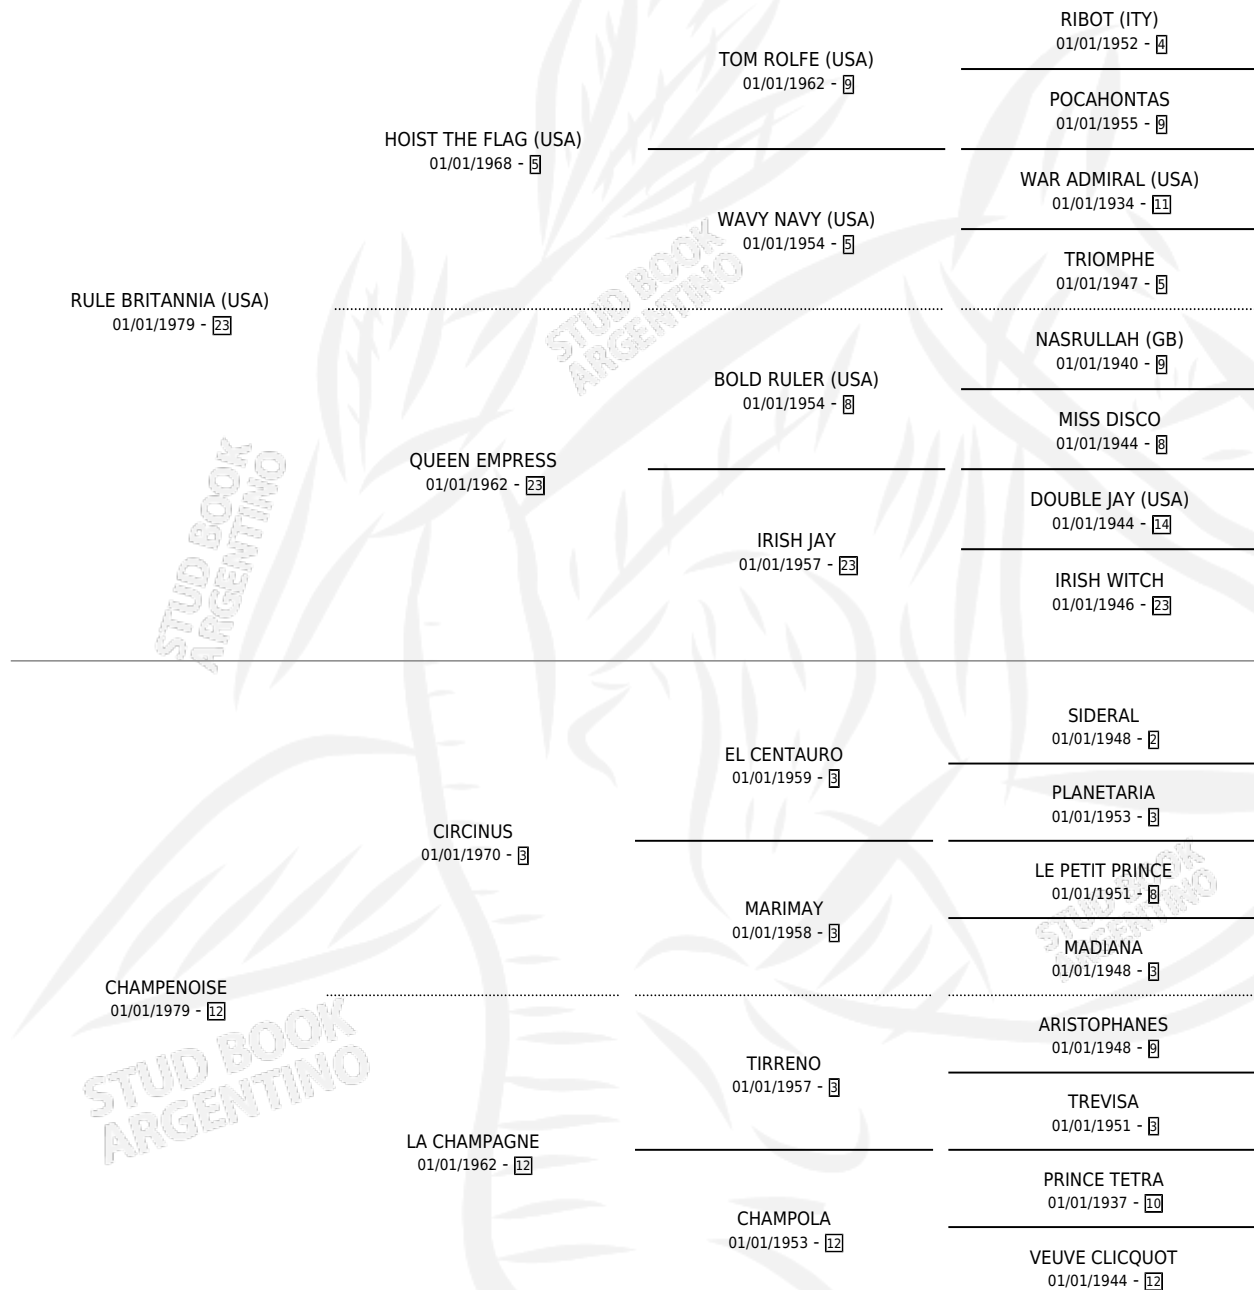 RIBOT (ITY)
01/01/1952 - 4
TOM ROLFE (USA)
01/01/1962 - 9
POCAHONTAS
01/01/1955 - 9
HOIST THE FLAG (USA)
01/01/1968 - 5
WAR ADMIRAL (USA)
01/01/1934 - 11
WAVY NAVY (USA)
01/01/1954 - 5
TRIOMPHE
01/01/1947 - 5
RULE BRITANNIA (USA)
01/01/1979 - 23
NASRULLAH (GB)
01/01/1940 - 9
BOLD RULER (USA)
01/01/1954 - 8
MISS DISCO
01/01/1944 - 8
QUEEN EMPRESS
01/01/1962 - 23
DOUBLE JAY (USA)
01/01/1944 - 14
IRISH JAY
01/01/1957 - 23
IRISH WITCH
01/01/1946 - 23
SIDERAL
01/01/1948 - 2
EL CENTAURO
01/01/1959 - 3
PLANETARIA
01/01/1953 - 3
CIRCINUS
01/01/1970 - 3
LE PETIT PRINCE
01/01/1951 - 8
MARIMAY
01/01/1958 - 3
MADIANA
01/01/1948 - 3
CHAMPENOISE
01/01/1979 - 12
ARISTOPHANES
01/01/1948 - 9
TIRRENO
01/01/1957 - 3
TREVISA
01/01/1951 - 3
LA CHAMPAGNE
01/01/1962 - 12
PRINCE TETRA
01/01/1937 - 10
CHAMPOLA
01/01/1953 - 12
VEUVE CLICQUOT
01/01/1944 - 12
STUD BOOK
ARGENTINO
STUD BOOK
ARGENTINO
STUD BOOK
ARGENTINO
STUD BOOK
ARGENTINO